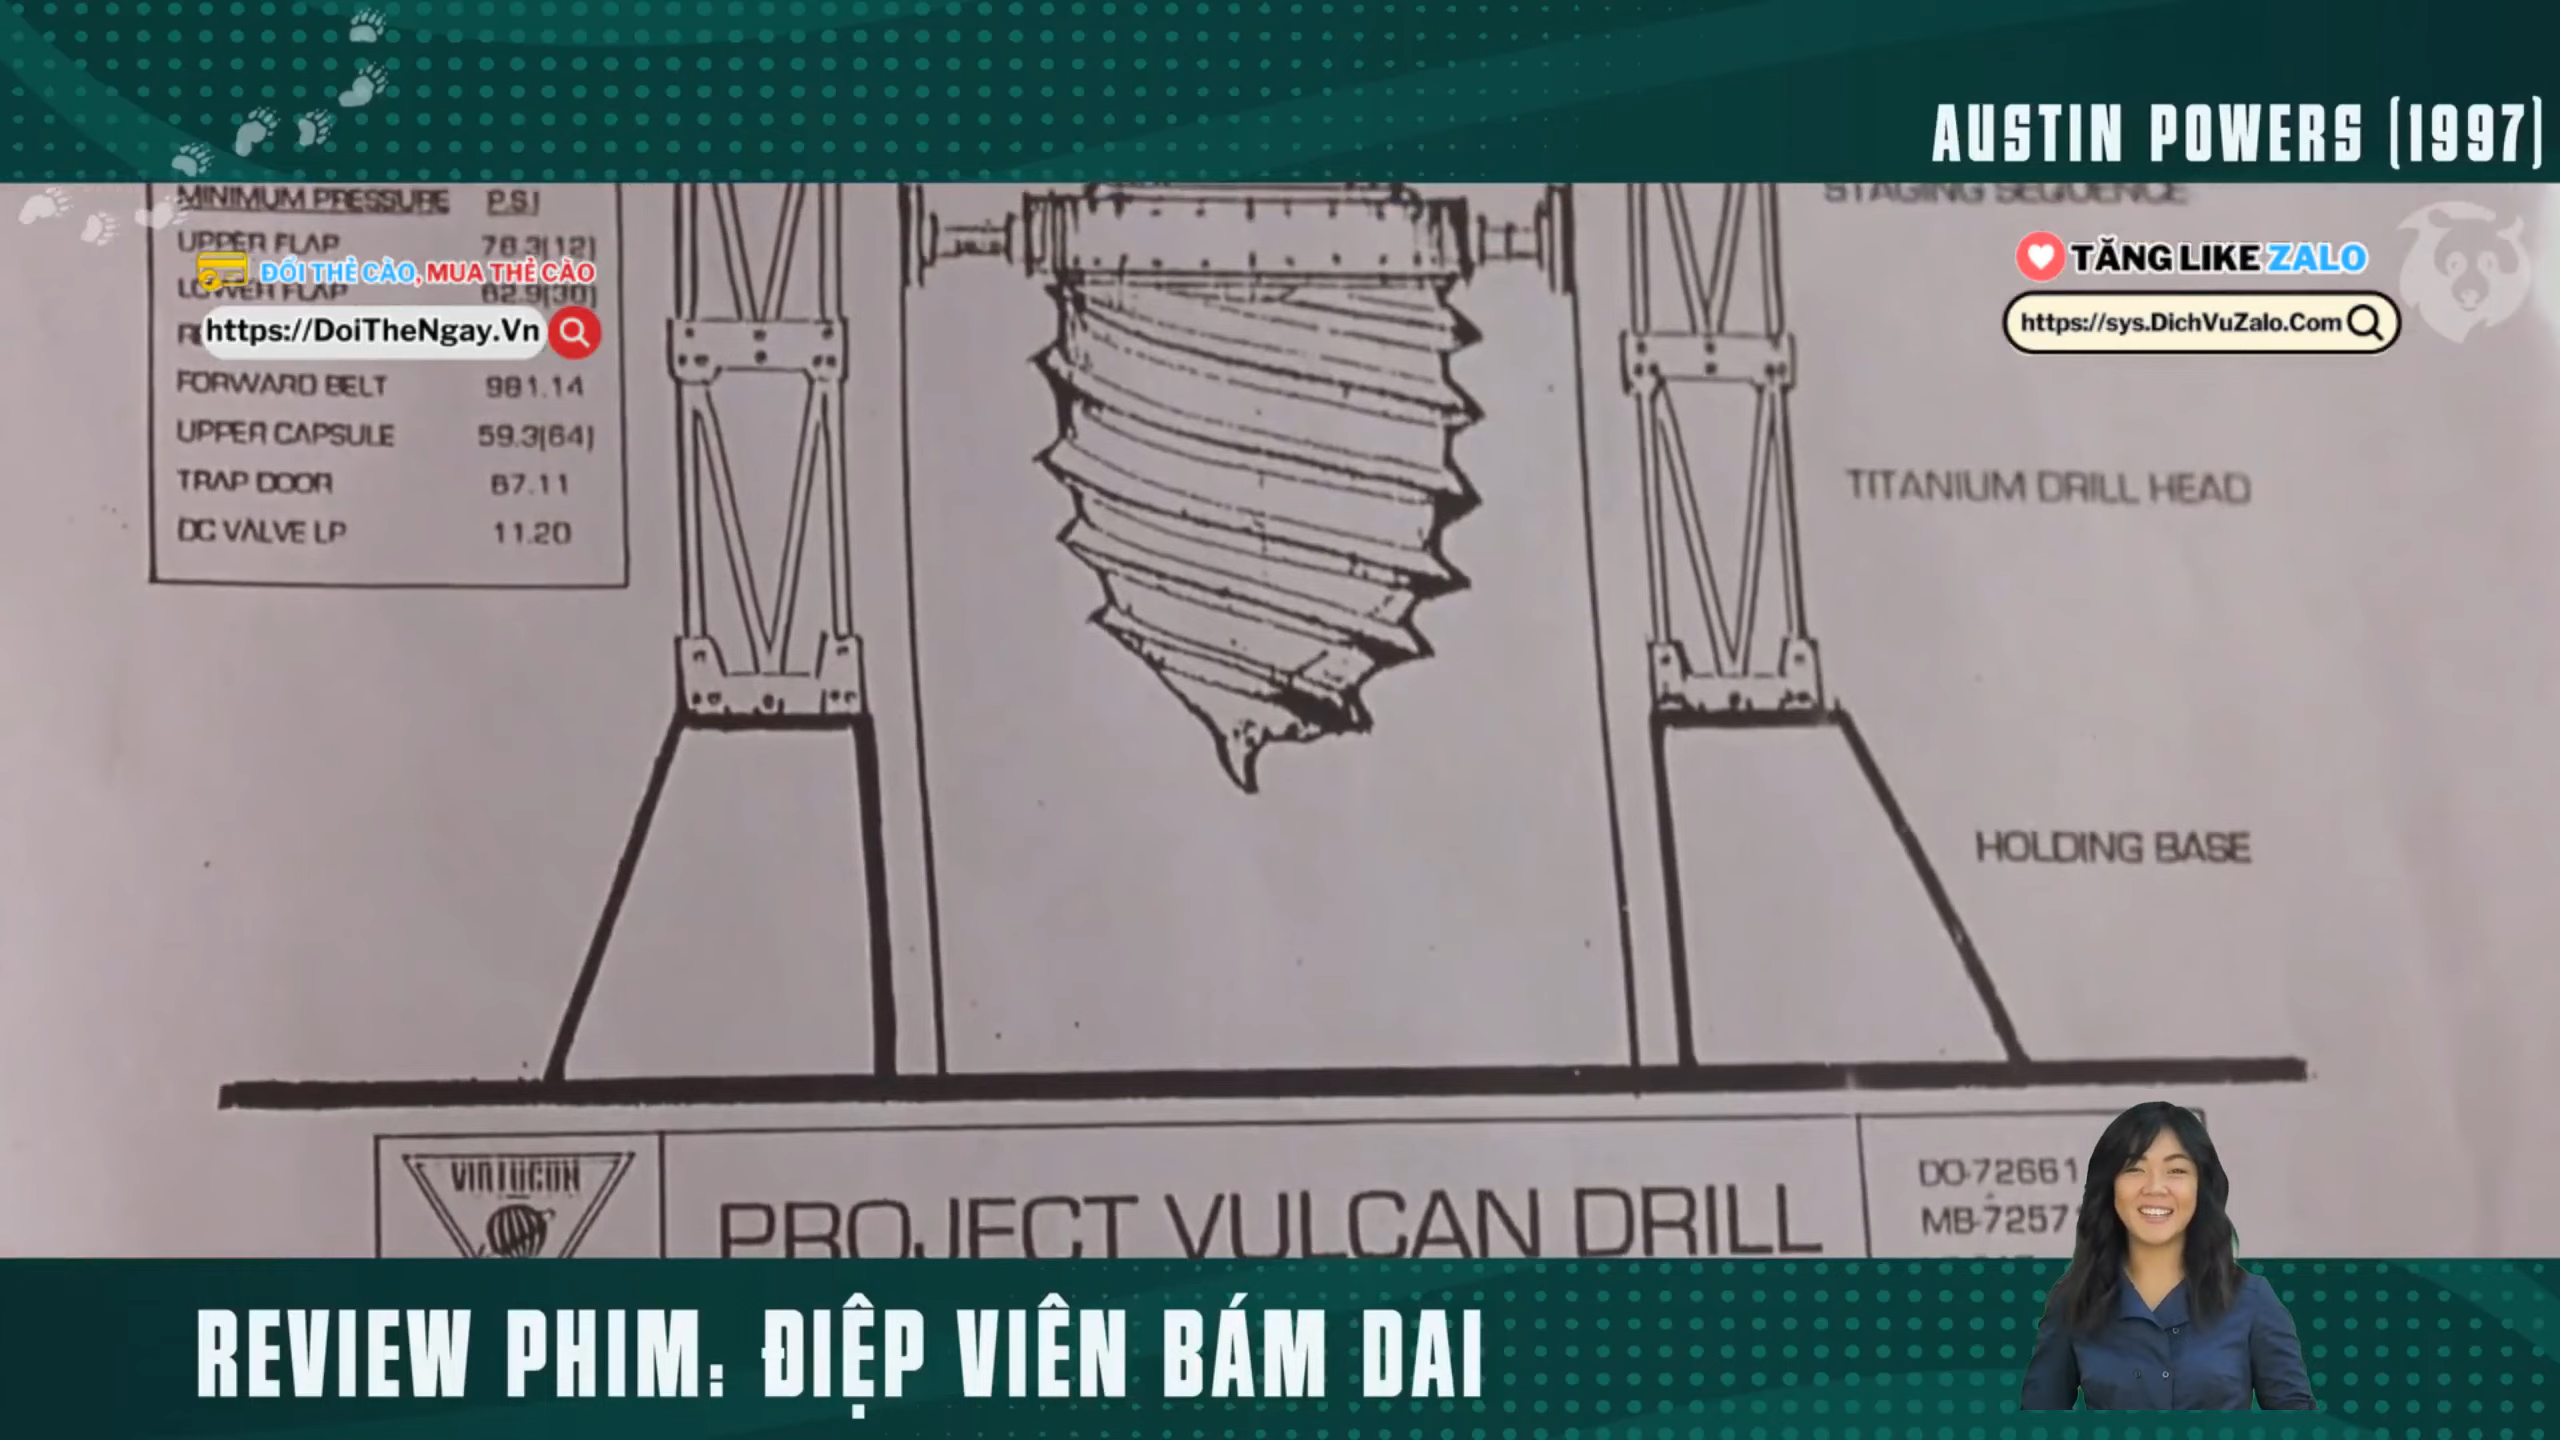 AUSTIN POWERS (1997)
MINIMUM PRESSURE P.S.I
STAGING SEQUENCE
UPPER FLAP 78.3(12)
TĂNG LIKE ZALO
ĐỔI THẺ CÀO, MUA THẺ CÀO
LOWER FLAP 62.9(30)
https://DoiTheNgay.Vn
https://sys.DichVuZalo.Com
FORWARD BELT 981.14
UPPER CAPSULE 59.3(64)
TRAP DOOR 67.11
TITANIUM DRILL HEAD
DC VALVE LP 11.20
HOLDING BASE
VIRTUCON
PROJECT VULCAN DRILL
DO-72661
MB-7257
REVIEW PHIM: ĐIỆP VIÊN BÁM DAI